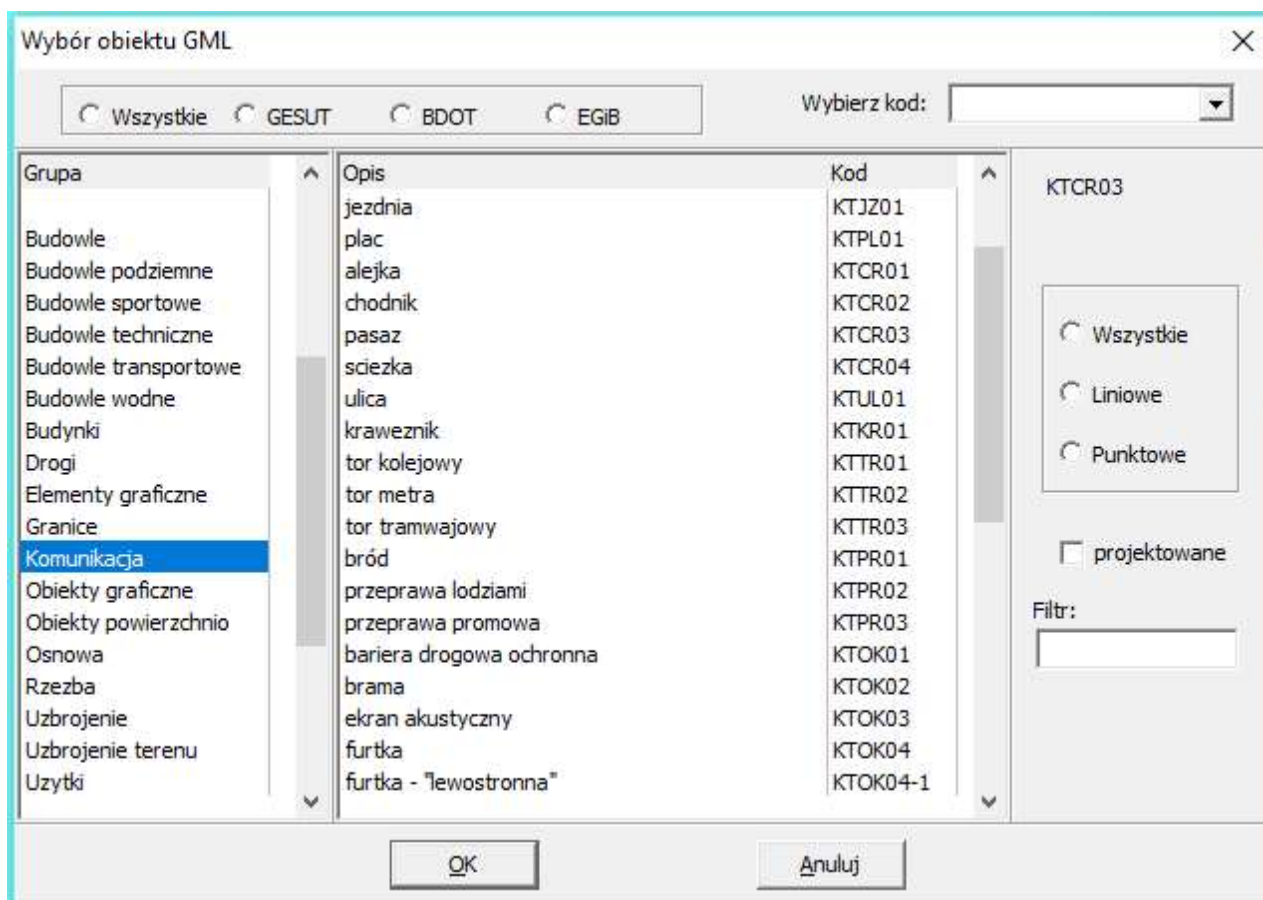 Wybór obiektu GML
Wszystkie GESUT BDOT EGiB Wybierz kod:
Grupa Opis Kod
KTCR03
jezdnia KTJZ01
Budowle plac KTPL01
Budowle podziemne alejka KTCR01
Budowle sportowe chodnik KTCR02
Budowle techniczne pasaz KTCR03 Wszystkie
Budowle transportowe sciezka KTCR04
Budowle wodne ulica KTUL01 Liniowe
Budynki kraweznik KTKR01
Drogi tor kolejowy KTTR01 Punktowe
Elementy graficzne tor metra KTTR02
Granice tor tramwajowy KTTR03
Komunikacja bród KTPR01 projektowane
Obiekty graficzne przeprawa lodziami KTPR02
Obiekty powierzchnio przeprawa promowa KTPR03 Filtr:
Osnowa bariera drogowa ochronna KTOK01
Rzezba brama KTOK02
Uzbrojenie ekran akustyczny KTOK03
Uzbrojenie terenu furtka KTOK04
Uzytki furtka - "lewostronna" KTOK04-1
OK Anuluj